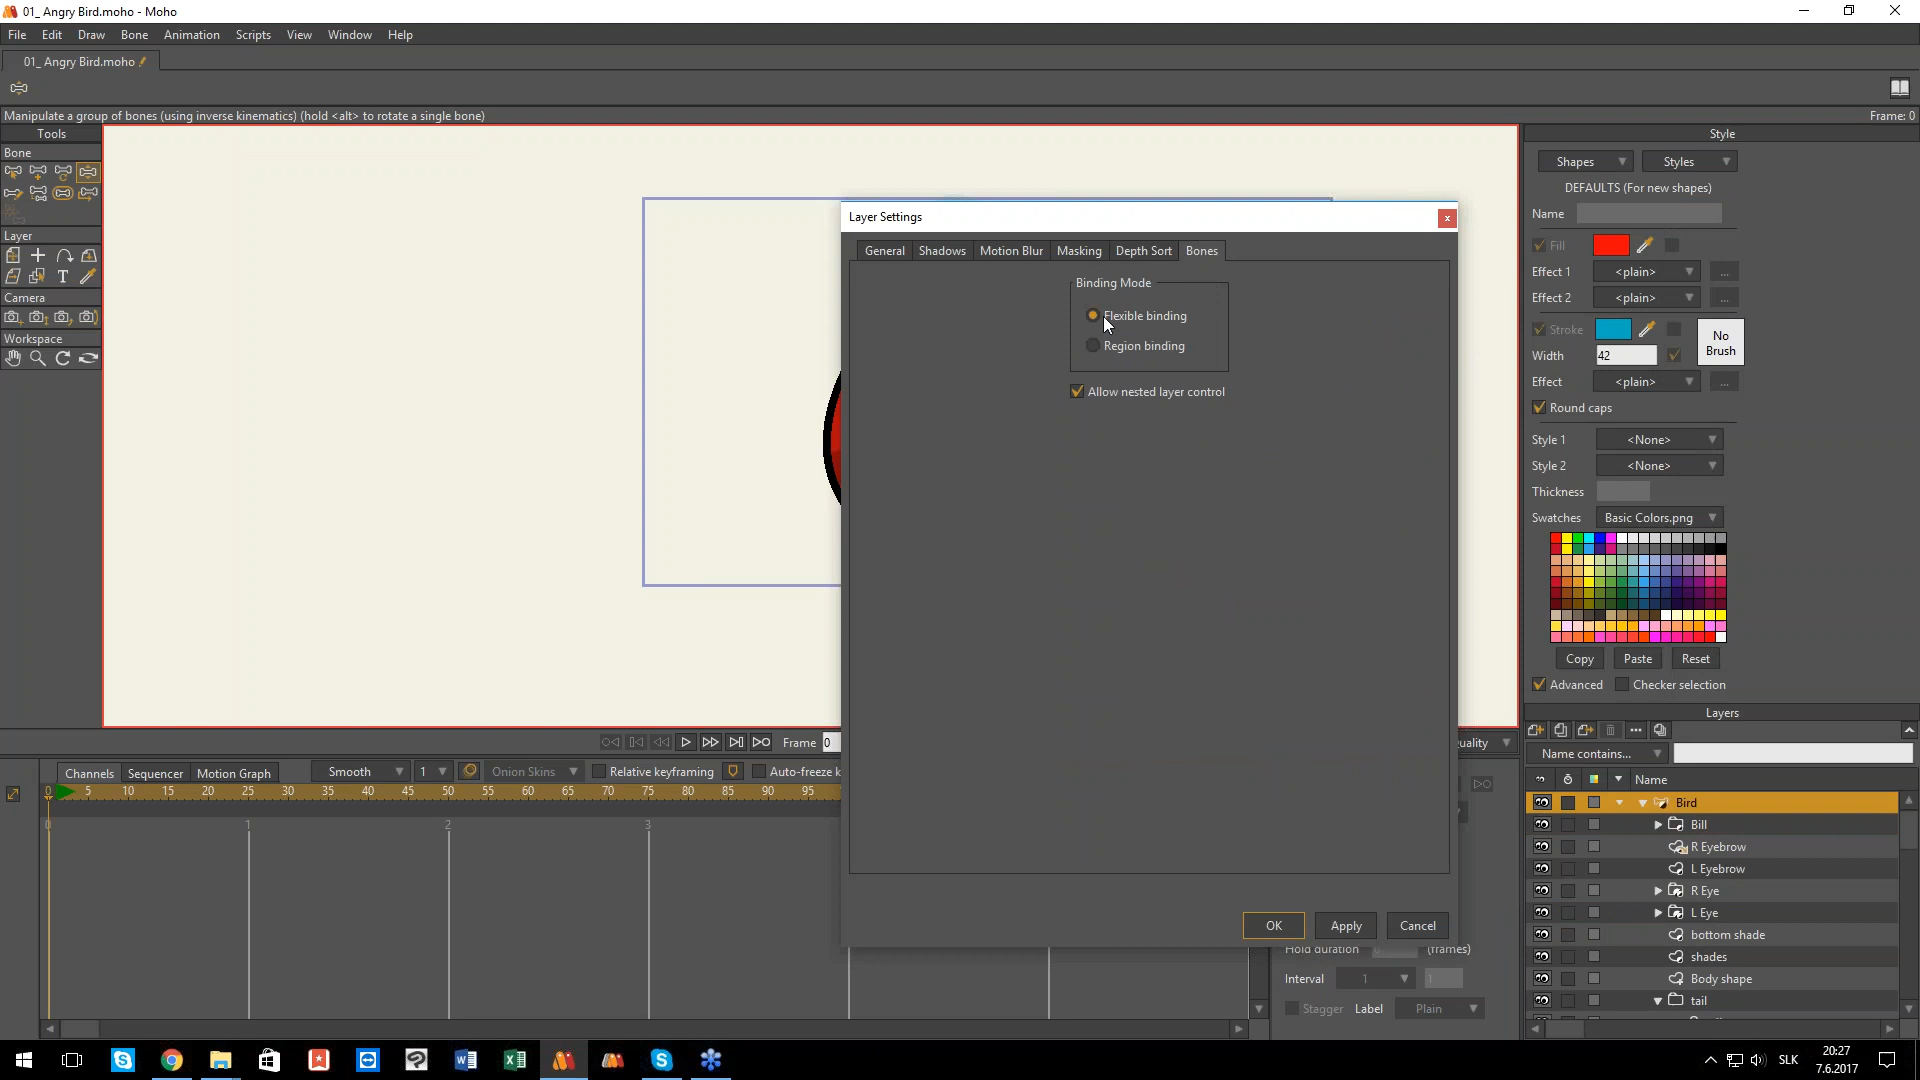 01_ Angry Bird.moho - Moho
File Edit Draw Bone Animation Scripts View Window Help
01_ Angry Bird.moho
Manipulate a group of bones (using inverse kinematics) (hold <alt> to rotate a single bone)
Frame: 0
Tools
Bone
Layer
Camera
Workspace
Layer Settings
General Shadows Motion Blur Masking Depth Sort Bones
Binding Mode
Flexible binding
Region binding
Allow nested layer control
OK Apply Cancel
Style
Shapes Styles
DEFAULTS (For new shapes)
Name
Fill
Effect 1 <plain> ...
Effect 2 <plain> ...
Stroke
No Brush
Width 42
Effect <plain> ...
Round caps
Style 1 <None>
Style 2 <None>
Thickness
Swatches Basic Colors.png
Copy Paste Reset
Advanced Checker selection
Layers
Name contains...
Name
Bird
Bill
R Eyebrow
L Eyebrow
R Eye
L Eye
bottom shade
shades
Body shape
tail
Frame 0
Channels Sequencer Motion Graph Smooth 1 Onion Skins Relative keyframing Auto-freeze k
0 5 10 15 20 25 30 35 40 45 50 55 60 65 70 75 80 85 90 95
0 1 2 3
Hold duration (frames)
Interval 1 1
Stagger Label Plain
SLK
20:27
7.6.2017